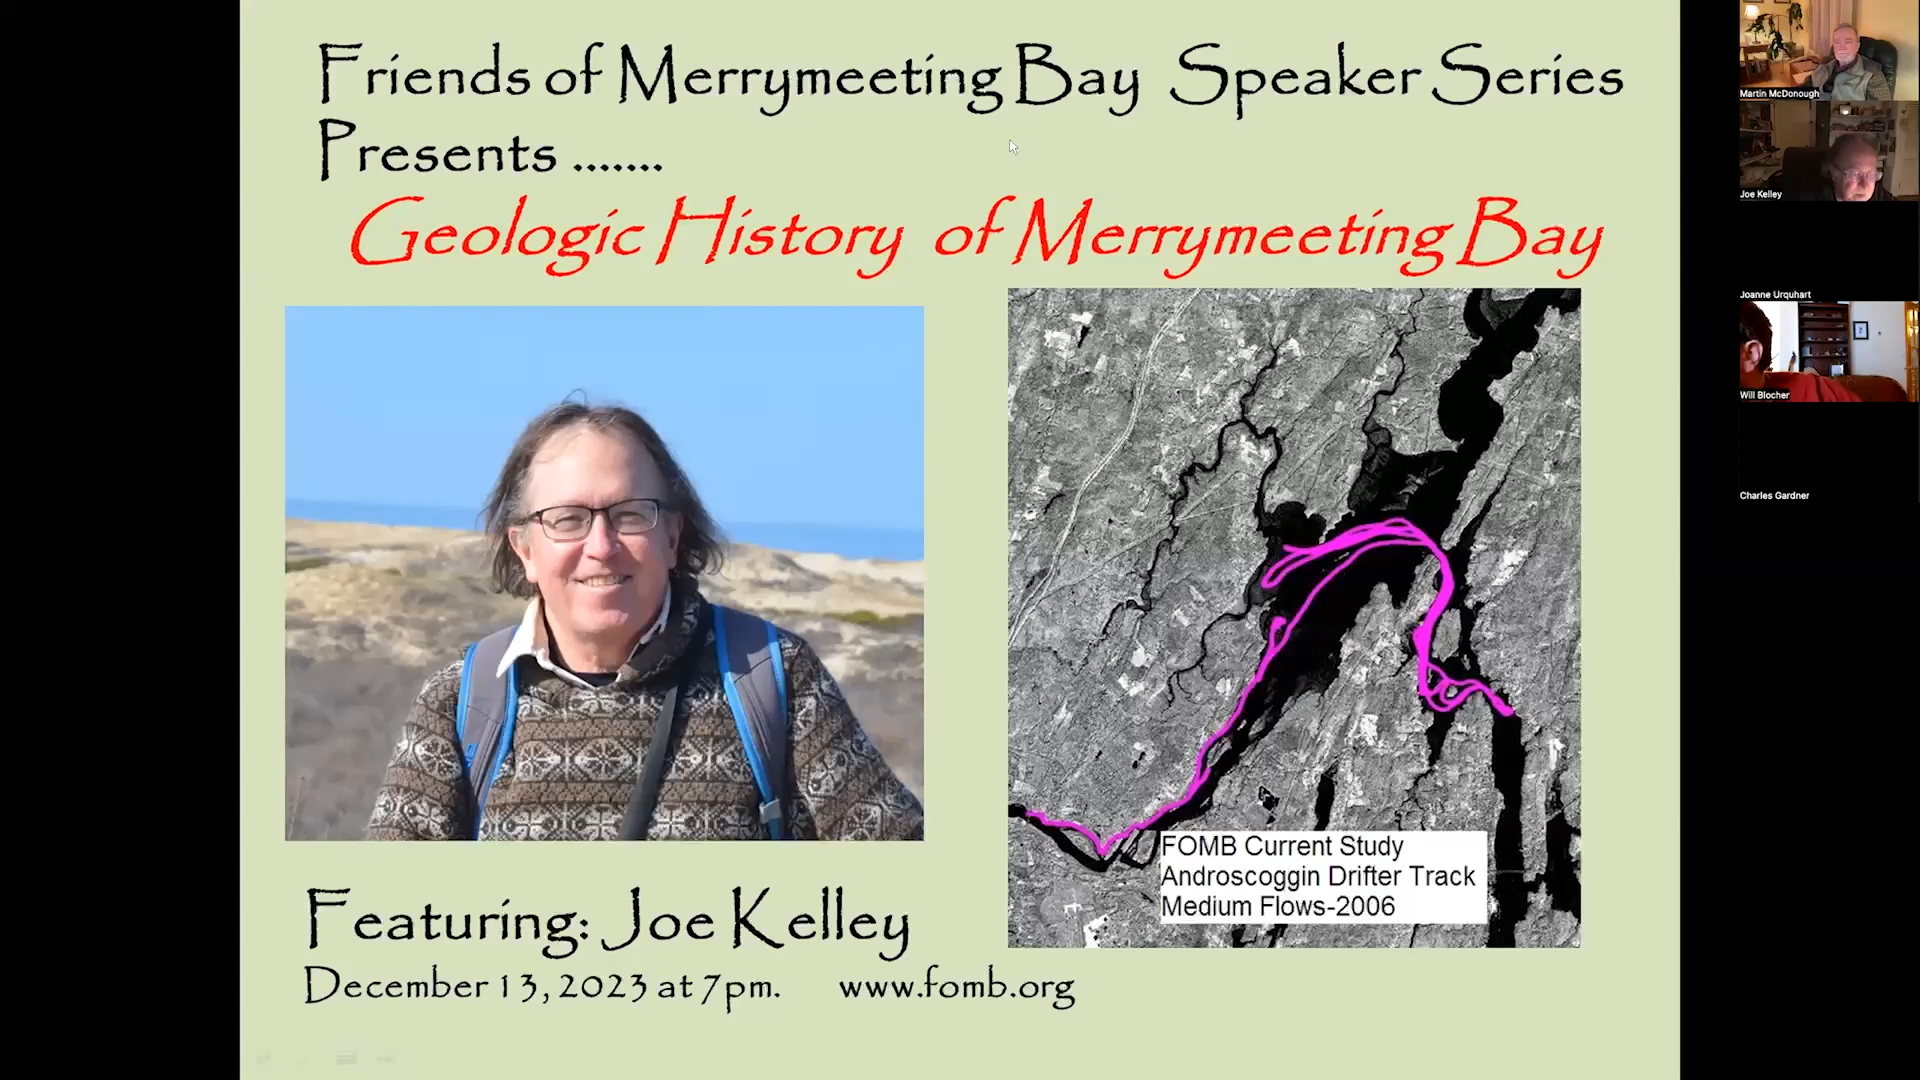 Friends of Merrymeeting Bay Speaker Series
Presents .......
Geologic History of Merrymeeting Bay
FOMB Current Study
Androscoggin Drifter Track
Medium Flows-2006
Featuring: Joe Kelley
December 13, 2023 at 7pm. www.fomb.org
Martin McDonough
Joe Kelley
Joanne Urquhart
Will Blocher
Charles Gardner